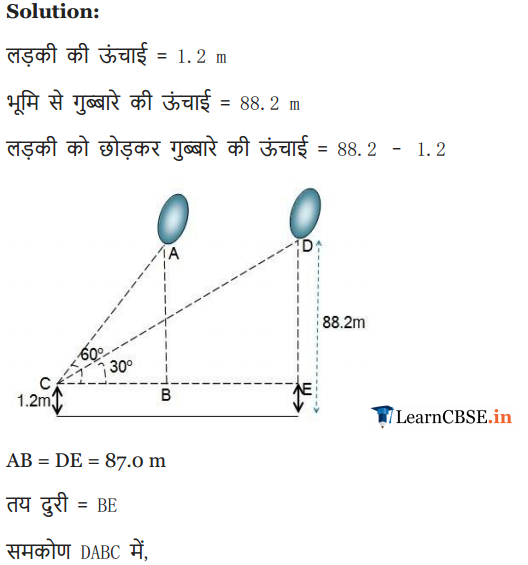 Solution:
लड़की की ऊंचाई = 1.2 m
भूमि से गुब्बारे की ऊंचाई = 88.2 m
लड़की को छोड़कर गुब्बारे की ऊंचाई = 88.2 - 1.2
A
D
88.2m
60°
30°
C
B
E
1.2m
LearnCBSE.in
AB = DE = 87.0 m
तय दुरी = BE
समकोण DABC में,